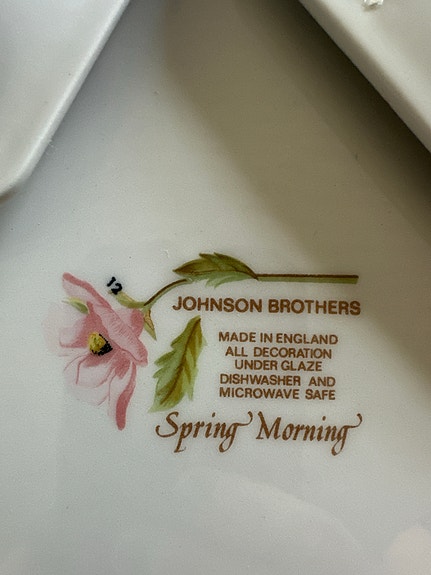 12
JOHNSON BROTHERS
MADE IN ENGLAND
ALL DECORATION
UNDER GLAZE
DISHWASHER AND
MICROWAVE SAFE
Spring Morning